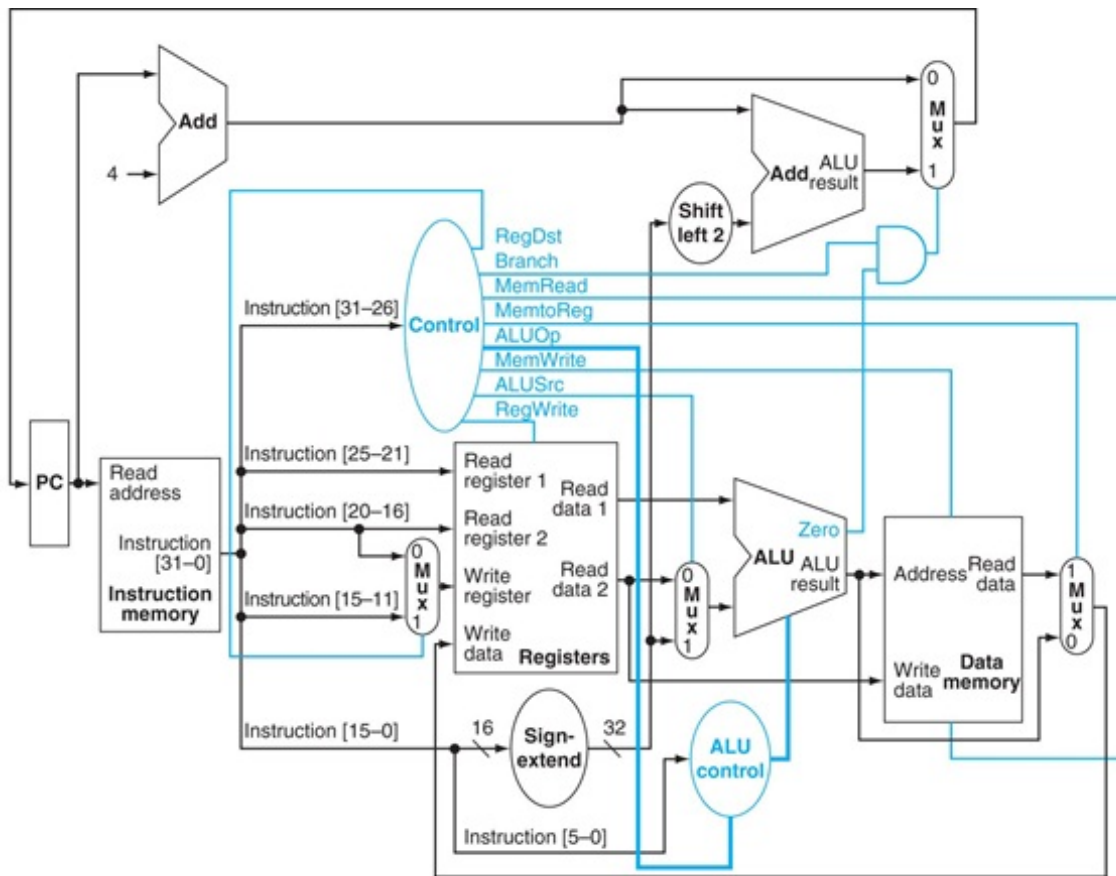 Add
4
Add
ALU
result
0
Mux
1
Shift
left 2
RegDst
Branch
MemRead
MemtoReg
ALUOp
MemWrite
ALUSrc
RegWrite
Control
Instruction [31–26]
PC
Read
address
Instruction
[31–0]
Instruction
memory
Instruction [25–21]
Instruction [20–16]
Instruction [15–11]
0
Mux
1
Read
register 1
Read
register 2
Write
register
Write
data
Read
data 1
Read
data 2
Registers
0
Mux
1
Zero
ALU
ALU
result
Address
Read
data
Write
data
Data
memory
1
Mux
0
Instruction [15–0]
16
Sign-
extend
32
ALU
control
Instruction [5–0]